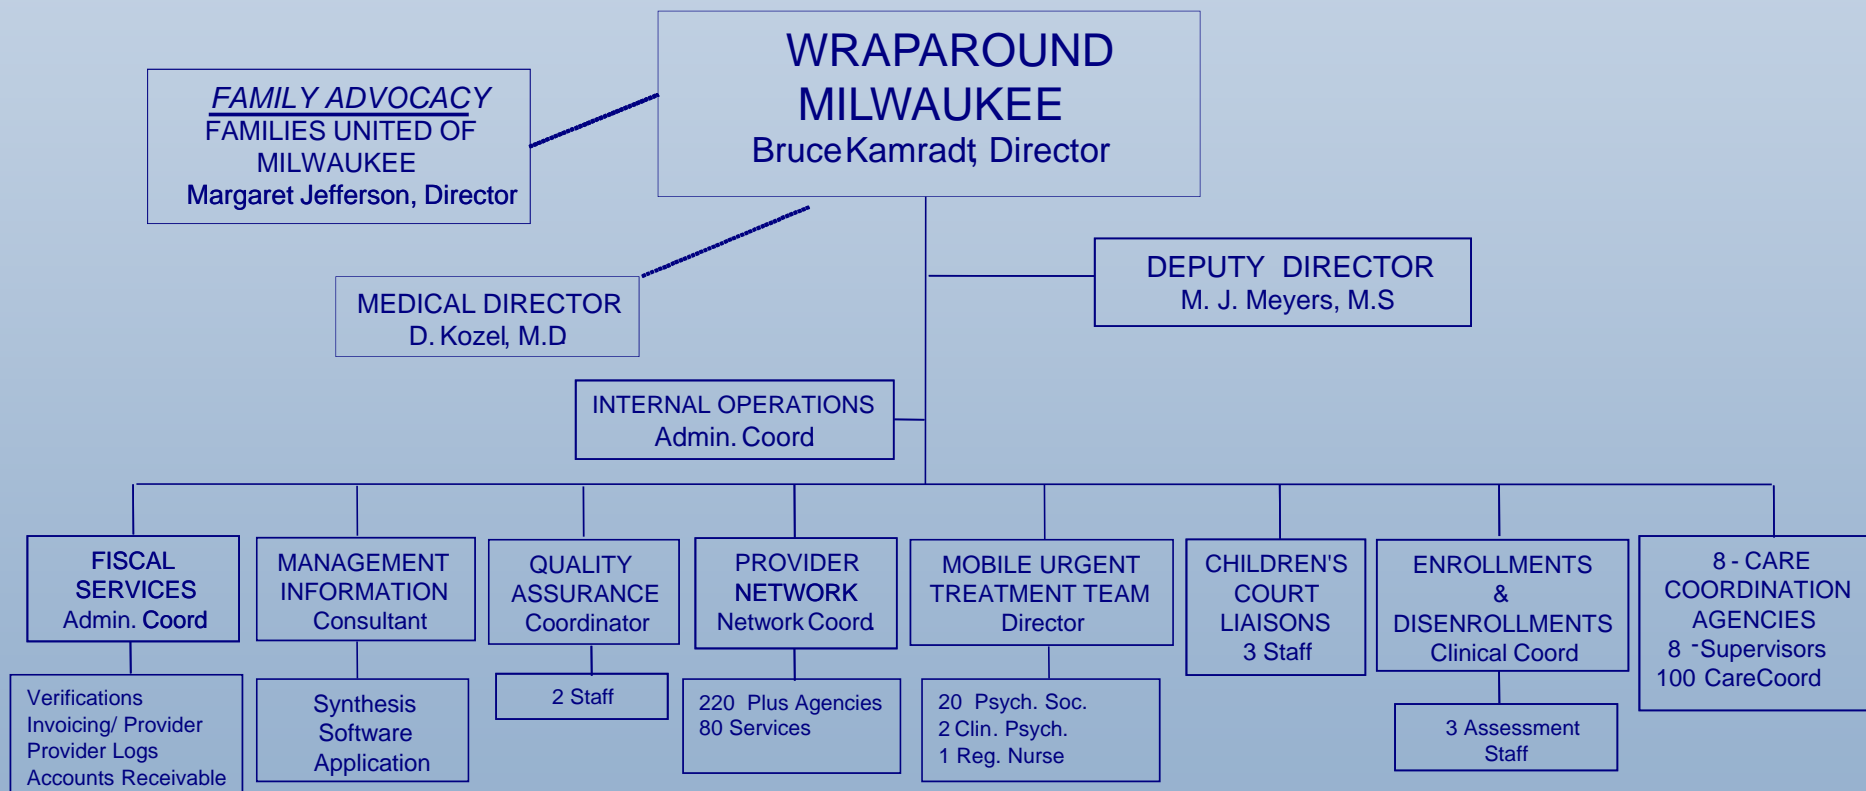 WRAPAROUND
MILWAUKEE
Bruce Kamradt, Director
FAMILY ADVOCACY
FAMILIES UNITED OF
MILWAUKEE
Margaret Jefferson, Director
MEDICAL DIRECTOR
D. Kozel, M.D.
DEPUTY DIRECTOR
M. J. Meyers, M.S
INTERNAL OPERATIONS
Admin. Coord
FISCAL
SERVICES
Admin. Coord
Verifications
Invoicing/ Provider
Provider Logs
Accounts Receivable
MANAGEMENT
INFORMATION
Consultant
Synthesis
Software
Application
QUALITY
ASSURANCE
Coordinator
2 Staff
PROVIDER
NETWORK
Network Coord.
220 Plus Agencies
80 Services
MOBILE URGENT
TREATMENT TEAM
Director
20 Psych. Soc.
2 Clin. Psych.
1 Reg. Nurse
CHILDREN'S
COURT
LIAISONS
3 Staff
ENROLLMENTS
&
DISENROLLMENTS
Clinical Coord
3 Assessment
Staff
8 - CARE
COORDINATION
AGENCIES
8 - Supervisors
100 CareCoord